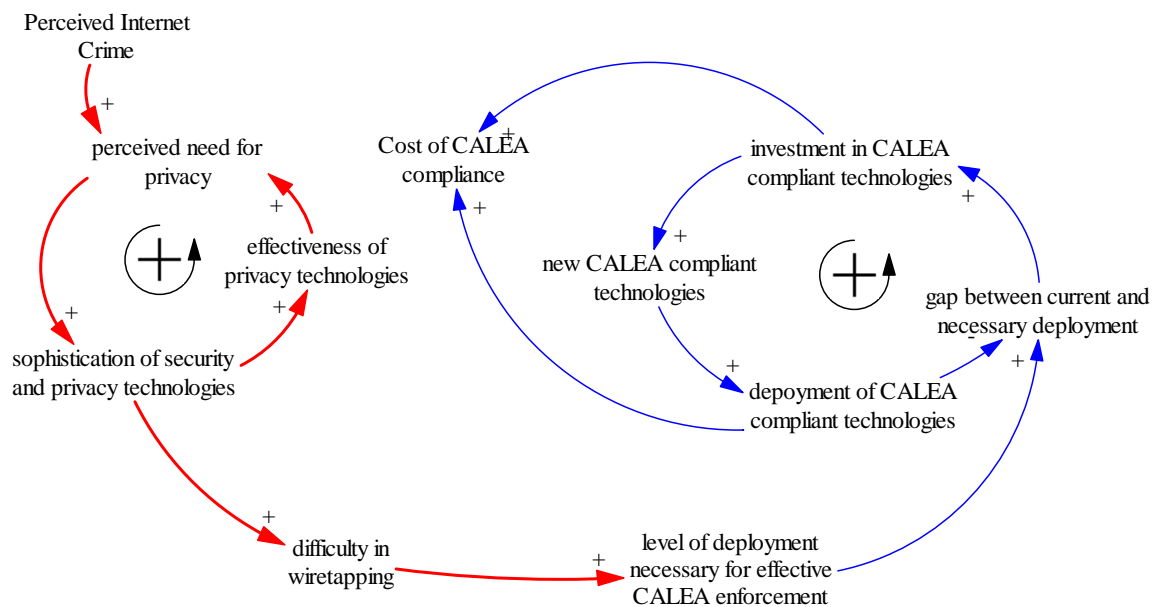 Perceived Internet
Crime
+
perceived need for
privacy
+
effectiveness of
privacy technologies
+
+
sophistication of security
and privacy technologies
+
difficulty in
wiretapping
+
level of deployment
necessary for effective
CALEA enforcement
+
Cost of CALEA
compliance
+
+
investment in CALEA
compliant technologies
+
new CALEA compliant
technologies
+
+
gap between current and
necessary deployment
-
+
depoyment of CALEA
compliant technologies
+
+